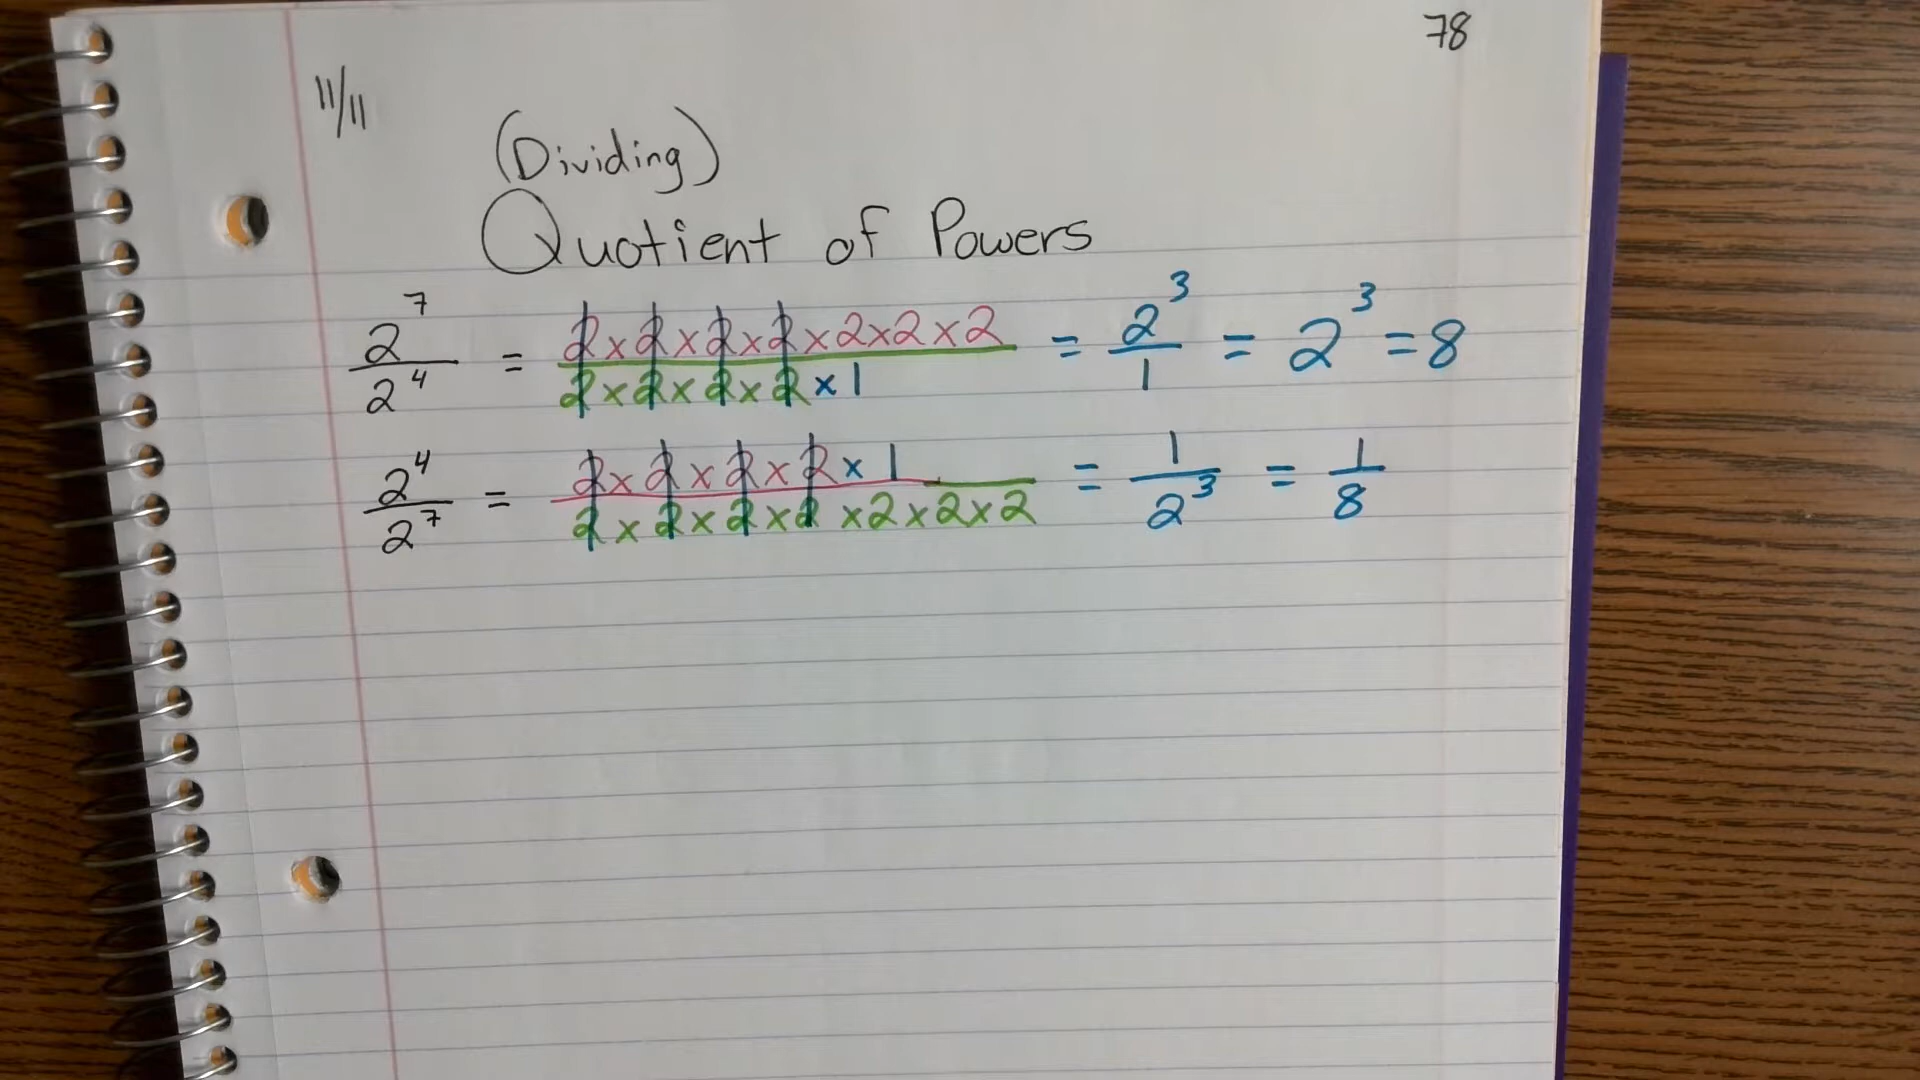 78
11/11
(Dividing)
Quotient of Powers
2^7/2^4 = 2×2×2×2×2×2×2/2×2×2×2×1 = 2^3/1 = 2^3 = 8
2^4/2^7 = 2×2×2×2×1/2×2×2×2×2×2×2 = 1/2^3 = 1/8